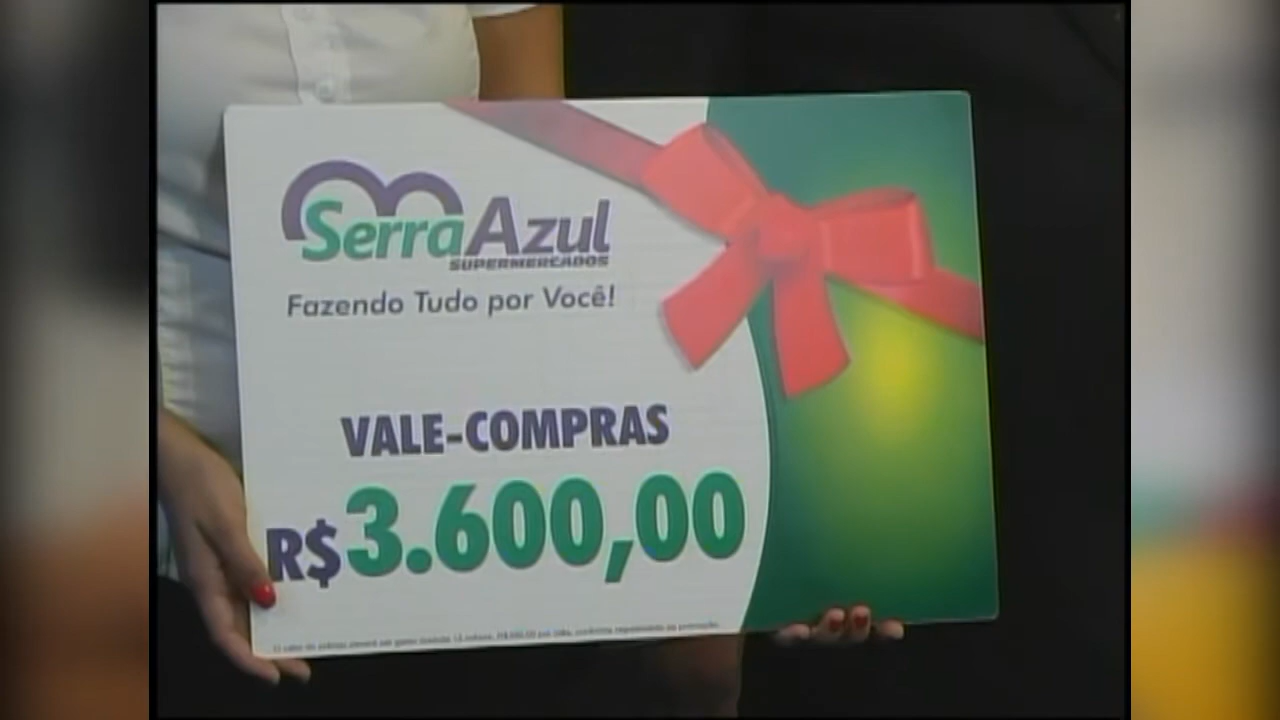 SerraAzul
SUPERMERCADOS
Fazendo Tudo por Você!
VALE-COMPRAS
R$3.600,00